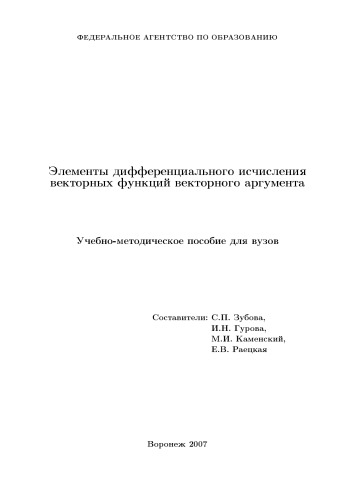 ФЕДЕРАЛЬНОЕ АГЕНТСТВО ПО ОБРАЗОВАНИЮ
Элементы дифференциального исчисления
векторных функций векторного аргумента
Учебно-методическое пособие для вузов
Составители: С.П. Зубова,
И.Н. Гурова,
М.И. Каменский,
Е.В. Раецкая
Воронеж 2007